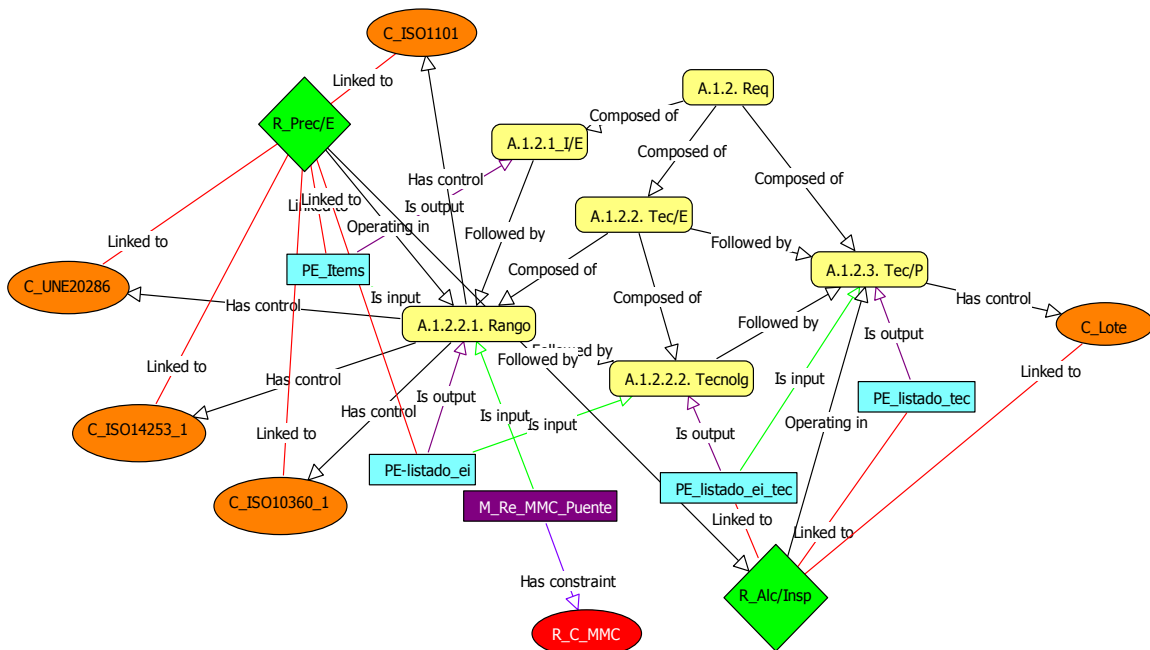 C_ISO1101
Linked to
A.1.2. Req
R_Prec/E
Composed of
A.1.2.1_I/E
Composed of
Has control
Composed of
Linked to
Linked to
Is output
A.1.2.2. Tec/E
Operating in
Linked to
Followed by
Followed by
PE_Items
Composed of
A.1.2.3. Tec/P
C_UNE20286
Is input
Has control
Composed of
Has control
A.1.2.2.1. Rango
Followed by
C_Lote
Followed by
Followed by
Linked to
Is input
Linked to
A.1.2.2.2. Tecnolg
Has control
Is output
PE_listado_tec
Has control
Is input
Is input
Operating in
C_ISO14253_1
Linked to
Is output
PE-listado_ei
PE_listado_ei_tec
C_ISO10360_1
M_Re_MMC_Puente
Linked to
Linked to
Has constraint
R_Alc/Insp
R_C_MMC